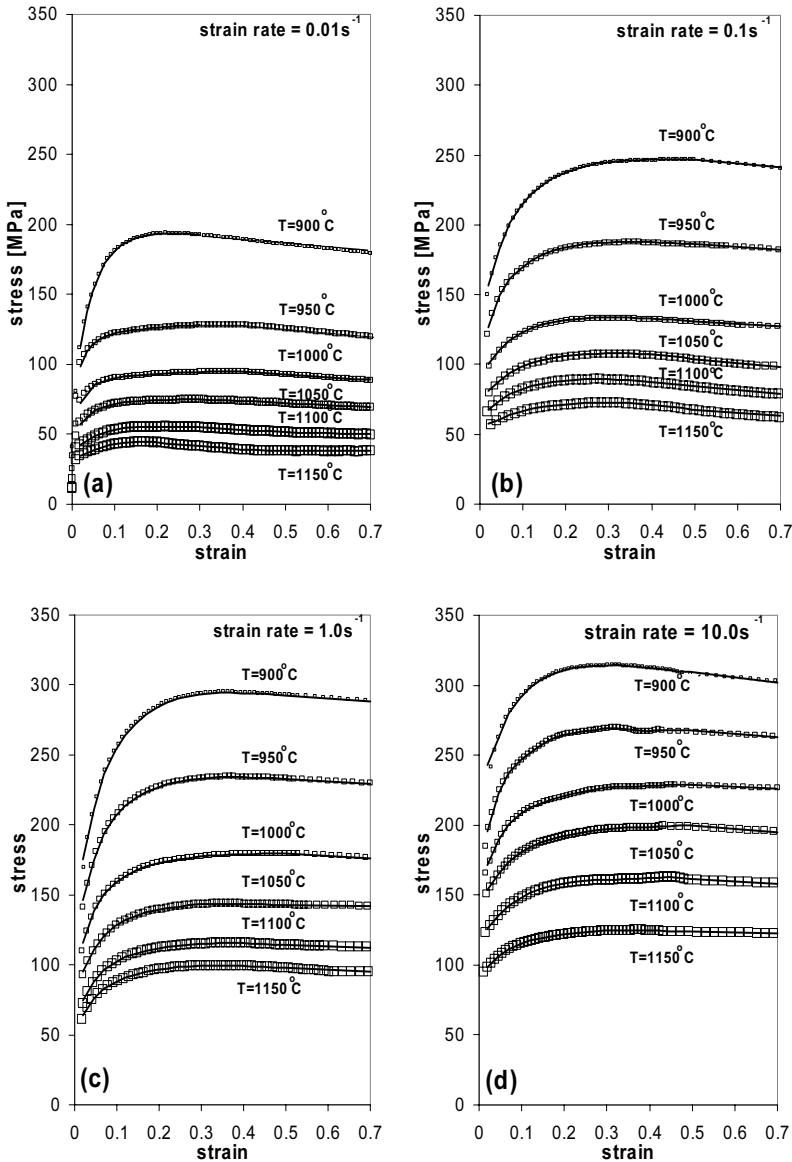 350
300
250
200
150
100
50
0
stress [MPa]
strain rate = 0.01s⁻¹
T=900°C
T=950°C
T=1000°C
T=1050°C
T=1100°C
T=1150°C
(a)
0 0.1 0.2 0.3 0.4 0.5 0.6 0.7
strain
350
300
250
200
150
100
50
0
stress [MPa]
strain rate = 0.1s⁻¹
T=900°C
T=950°C
T=1000°C
T=1050°C
T=1100°C
T=1150°C
(b)
0 0.1 0.2 0.3 0.4 0.5 0.6 0.7
strain
350
300
250
200
150
100
50
0
stress
strain rate = 1.0s⁻¹
T=900°C
T=950°C
T=1000°C
T=1050°C
T=1100°C
T=1150°C
(c)
0 0.1 0.2 0.3 0.4 0.5 0.6 0.7
strain
350
300
250
200
150
100
50
0
stress
strain rate = 10.0s⁻¹
T=900°C
T=950°C
T=1000°C
T=1050°C
T=1100°C
T=1150°C
(d)
0 0.1 0.2 0.3 0.4 0.5 0.6 0.7
strain